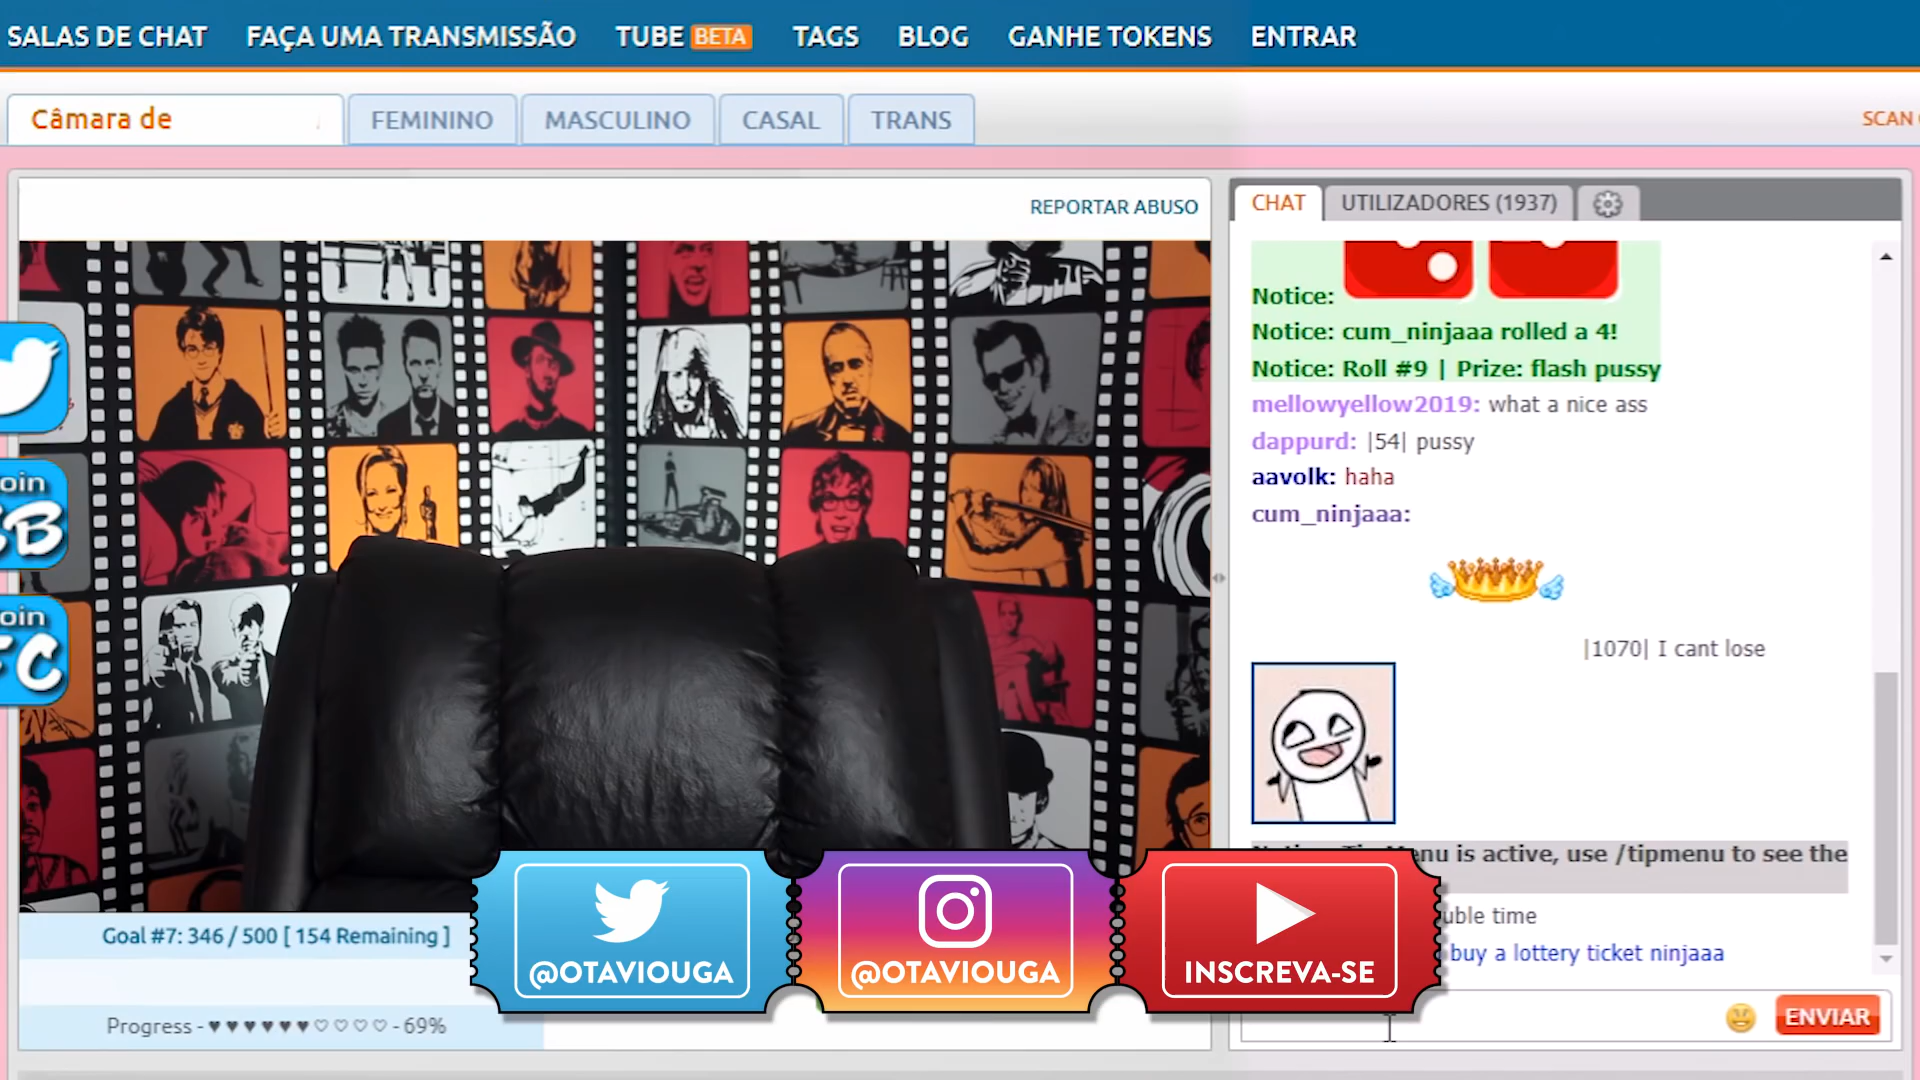 SALAS DE CHAT FAÇA UMA TRANSMISSÃO TUBE BETA TAGS BLOG GANHE TOKENS ENTRAR
Câmara de FEMININO MASCULINO CASAL TRANS SCAN
REPORTAR ABUSO
CHAT UTILIZADORES (1937)
Notice:
Notice: cum_ninjaaa rolled a 4!
Notice: Roll #9 | Prize: flash pussy
mellowyellow2019: what a nice ass
dappurd: |54| pussy
aavolk: haha
cum_ninjaaa:
|1070| I cant lose
is active, use /tipmenu to see the
uble time
buy a lottery ticket ninjaaa
ENVIAR
oin
B
oin
FC
Goal #7: 346 / 500 [ 154 Remaining ]
Progress - ♥♥♥♥♥♥♡♡♡♡ - 69%
@OTAVIOUGA
@OTAVIOUGA
INSCREVA-SE